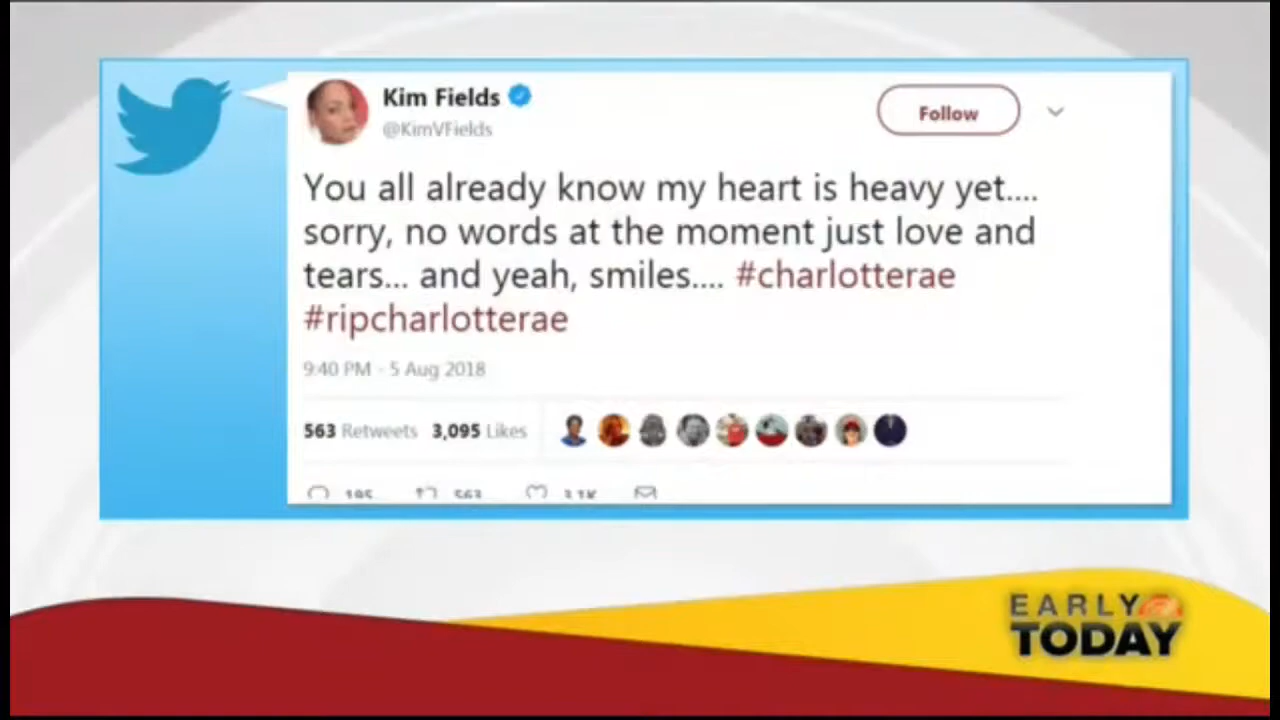 Kim Fields
@KimVFields
Follow
You all already know my heart is heavy yet....
sorry, no words at the moment just love and
tears... and yeah, smiles.... #charlotterae
#ripcharlotterae
9:40 PM - 5 Aug 2018
563 Retweets 3,095 Likes
EARLY
TODAY